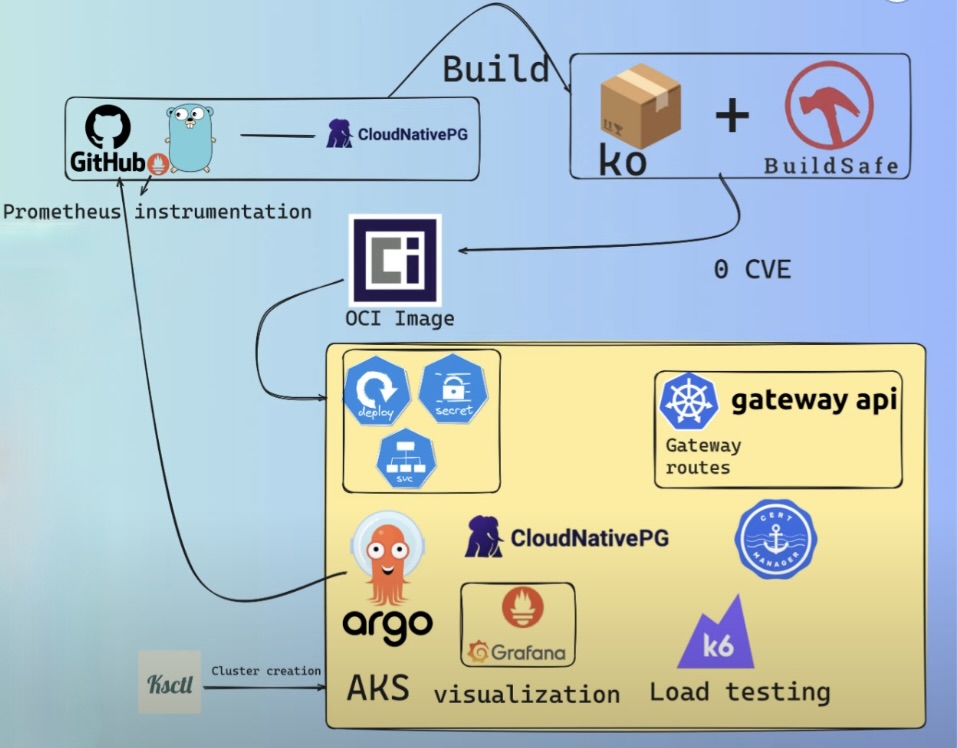 Build
GitHub
CloudNativePG
ko
+
BuildSafe
Prometheus instrumentation
Ci
OCI Image
0 CVE
deploy
secret
svc
gateway api
Gateway
routes
argo
CloudNativePG
CERT
MANAGER
Grafana
k6
Ksctl
Cluster creation
AKS
visualization
Load testing